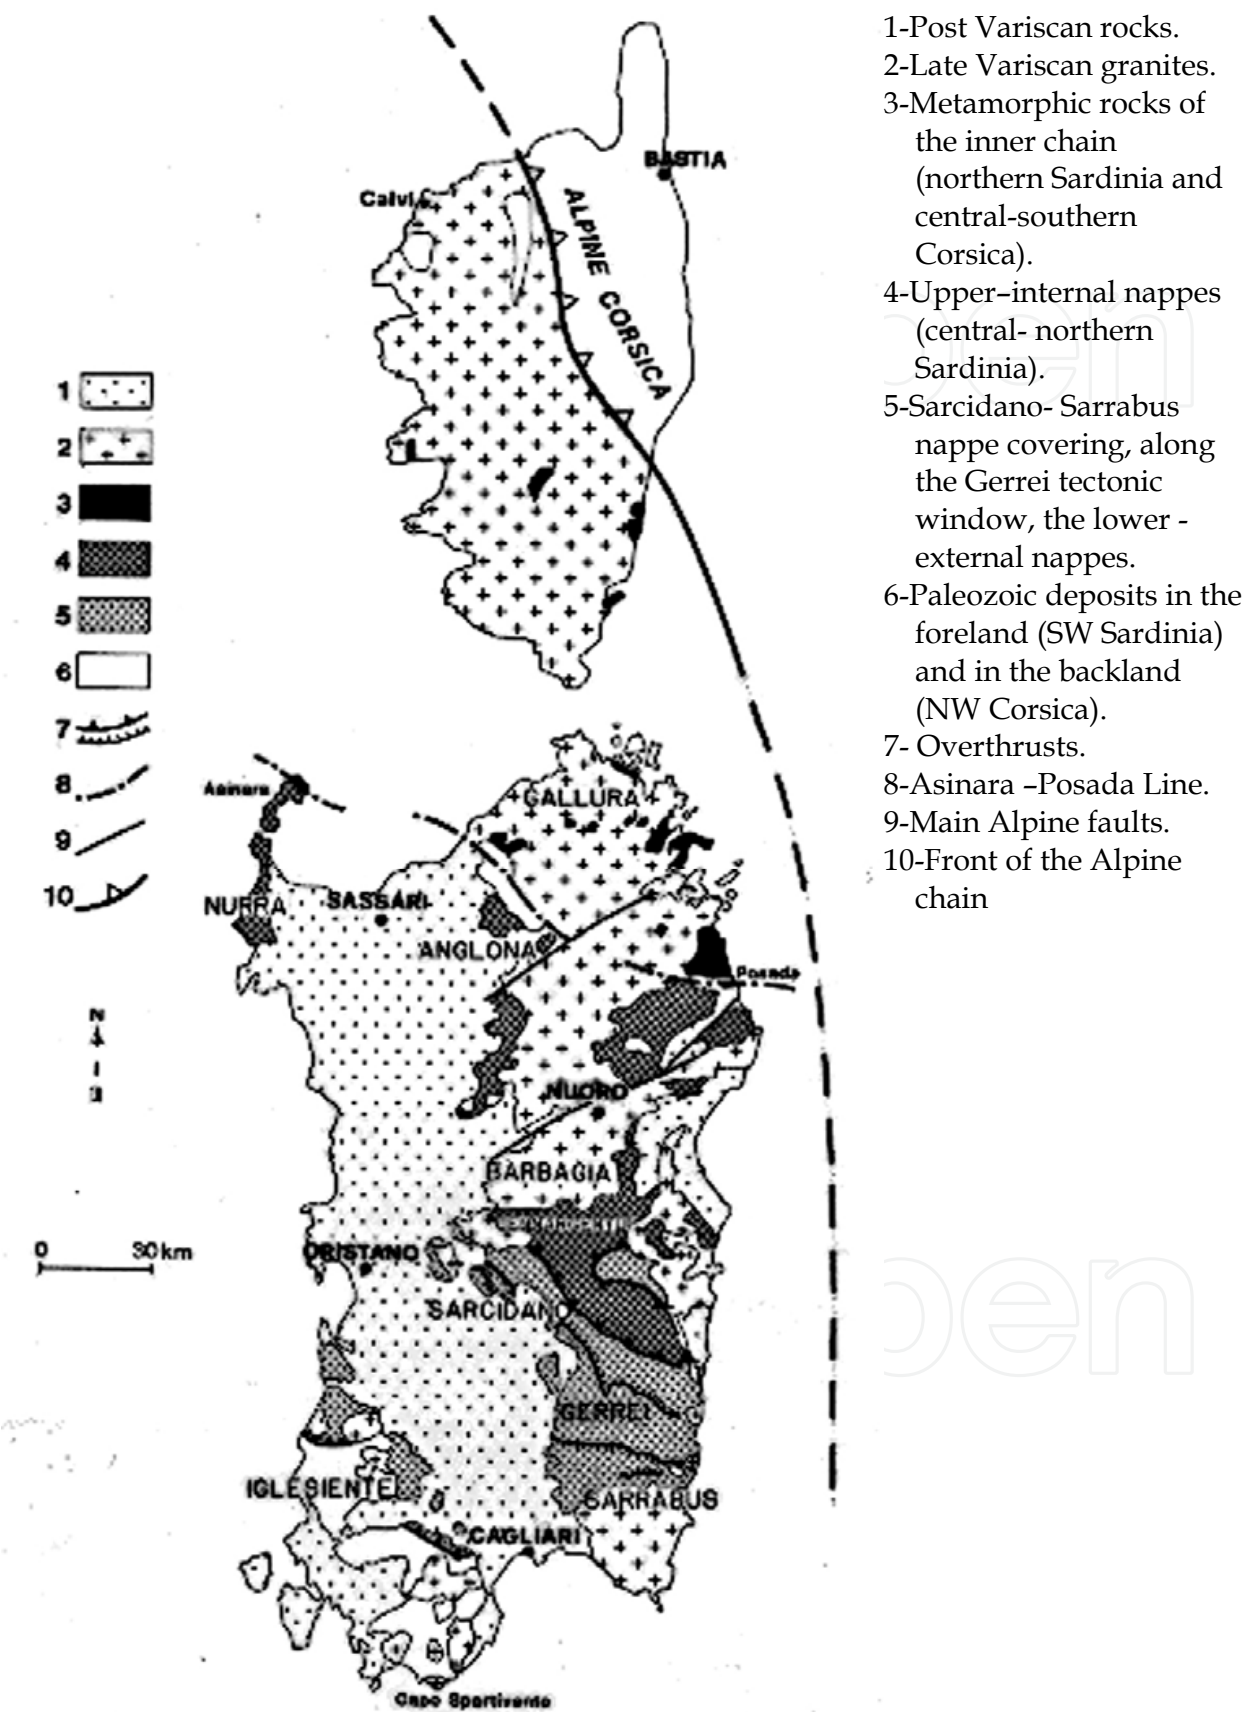 1-Post Variscan rocks.
2-Late Variscan granites.
3-Metamorphic rocks of
the inner chain
(northern Sardinia and
central-southern
Corsica).
4-Upper–internal nappes
(central- northern
Sardinia).
5-Sarcidano- Sarrabus
nappe covering, along
the Gerrei tectonic
window, the lower -
external nappes.
6-Paleozoic deposits in the
foreland (SW Sardinia)
and in the backland
(NW Corsica).
7- Overthrusts.
8-Asinara –Posada Line.
9-Main Alpine faults.
10-Front of the Alpine
chain
BASTIA
Calvi
ALPINE CORSICA
1
2
3
4
5
6
7
8
9
10
Asinara
GALLURA
NURRA
SASSARI
ANGLONA
Posada
N
NUORO
BARBAGIA
0 30 km
ORISTANO
SARCIDANO
GERREI
IGLESIENTE
SARRABUS
CAGLIARI
Capo Spartivento
open
open